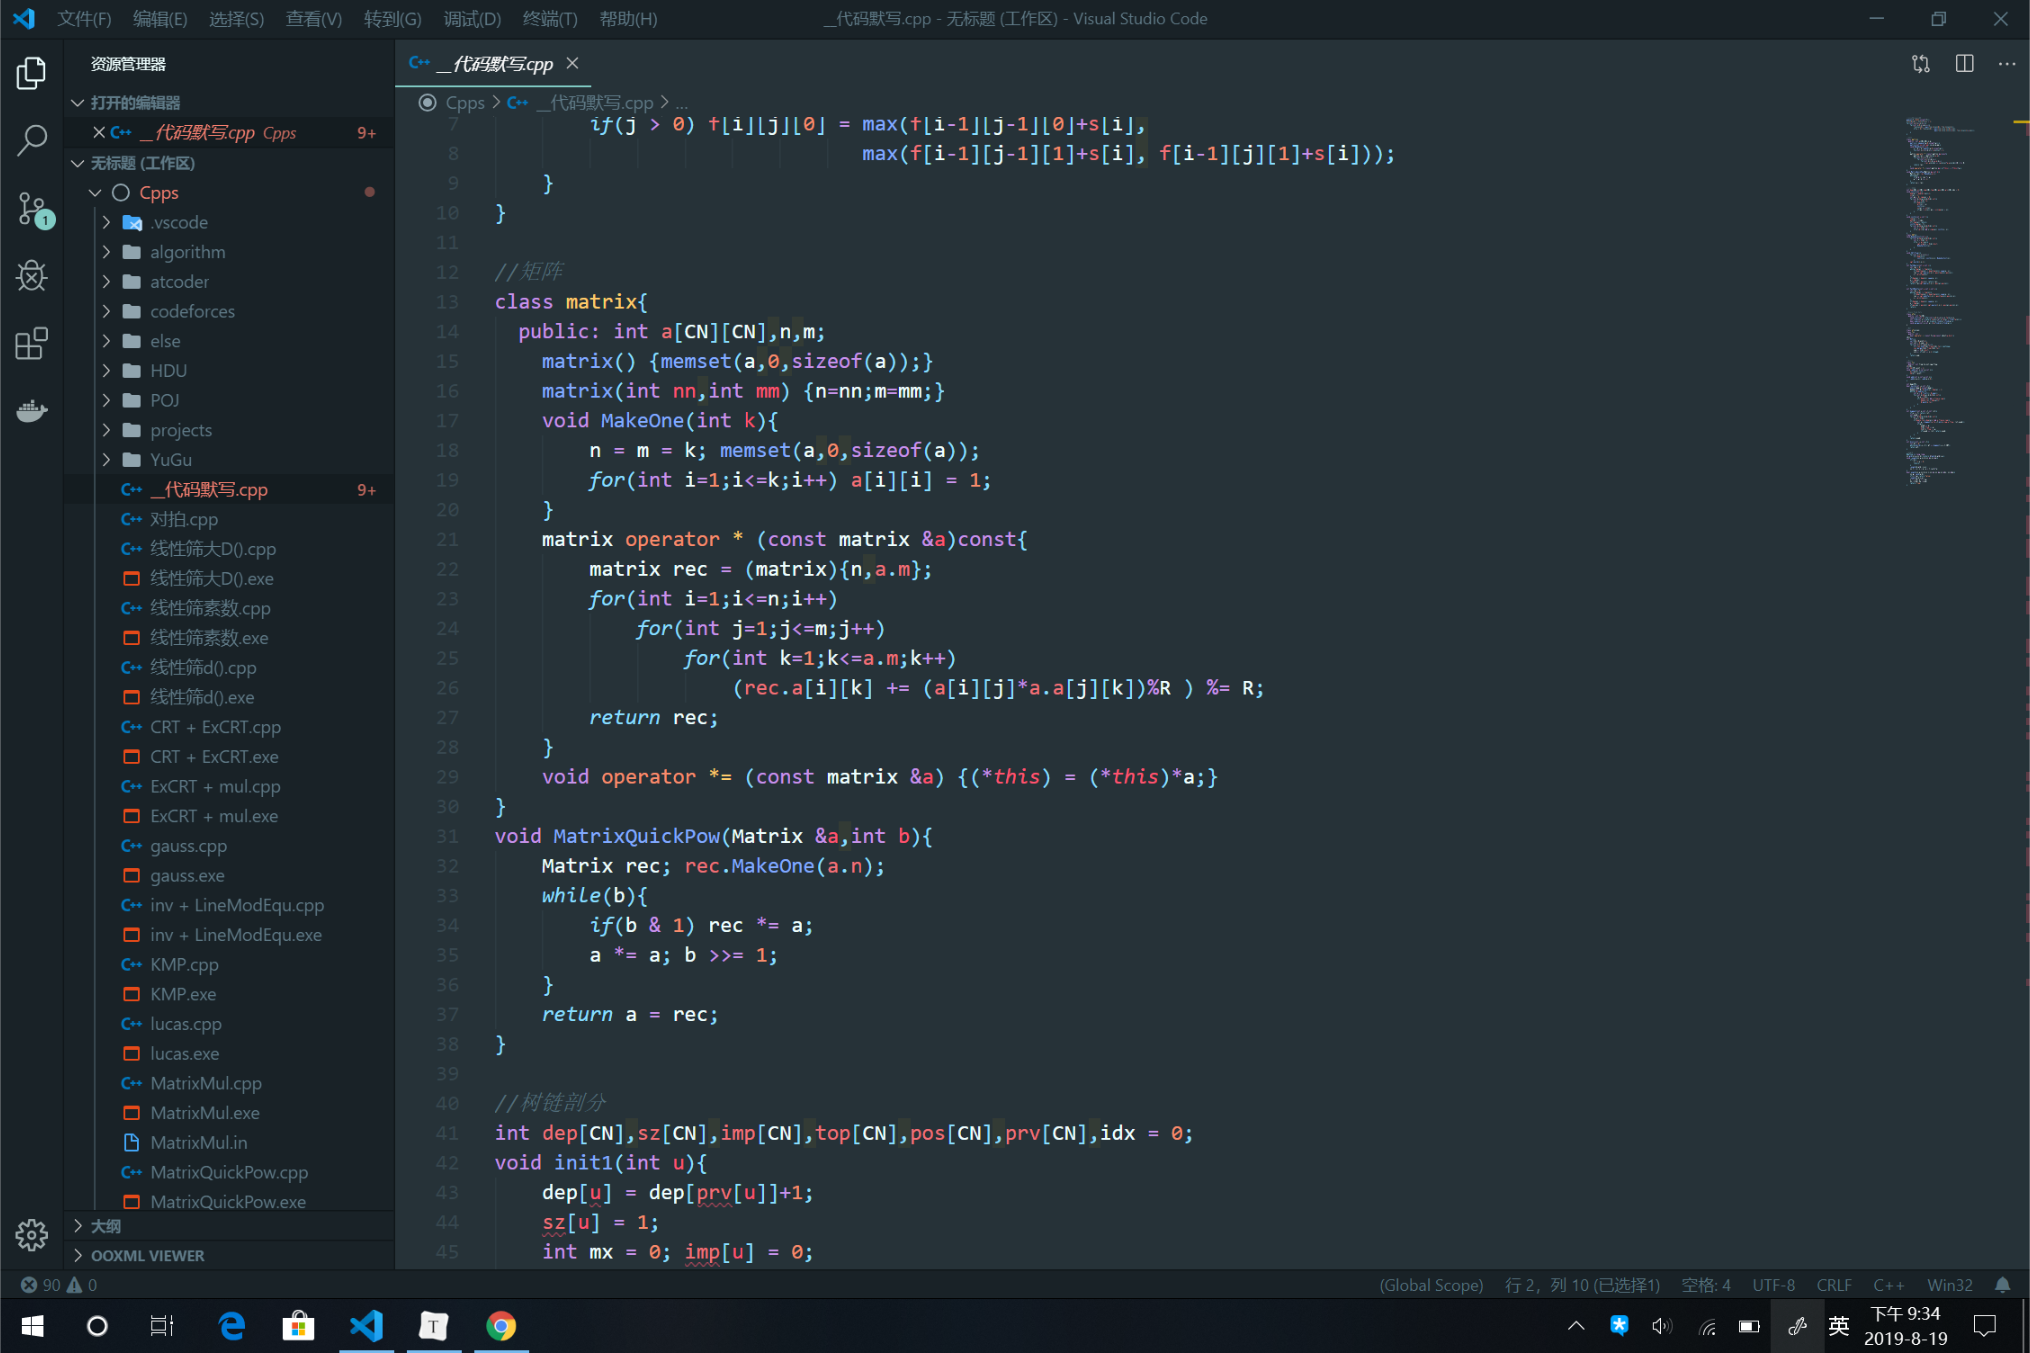 文件(F) 编辑(E) 选择(S) 查看(V) 转到(G) 调试(D) 终端(T) 帮助(H)
__代码默写.cpp - 无标题 (工作区) - Visual Studio Code
资源管理器
打开的编辑器
__代码默写.cpp Cpps 9+
无标题 (工作区)
Cpps
.vscode
algorithm
atcoder
codeforces
else
HDU
POJ
projects
YuGu
__代码默写.cpp 9+
对拍.cpp
线性筛大D().cpp
线性筛大D().exe
线性筛素数.cpp
线性筛素数.exe
线性筛d().cpp
线性筛d().exe
CRT + ExCRT.cpp
CRT + ExCRT.exe
ExCRT + mul.cpp
ExCRT + mul.exe
gauss.cpp
gauss.exe
inv + LineModEqu.cpp
inv + LineModEqu.exe
KMP.cpp
KMP.exe
lucas.cpp
lucas.exe
MatrixMul.cpp
MatrixMul.exe
MatrixMul.in
MatrixQuickPow.cpp
MatrixQuickPow.exe
大纲
OOXML VIEWER
1
__代码默写.cpp
Cpps > __代码默写.cpp > ...
7 if(j > 0) f[i][j][0] = max(f[i-1][j-1][0]+s[i],
8 max(f[i-1][j-1][1]+s[i], f[i-1][j][1]+s[i]));
9 }
10 }
11
12 //矩阵
13 class matrix{
14 public: int a[CN][CN],n,m;
15 matrix() {memset(a,0,sizeof(a));}
16 matrix(int nn,int mm) {n=nn;m=mm;}
17 void MakeOne(int k){
18 n = m = k; memset(a,0,sizeof(a));
19 for(int i=1;i<=k;i++) a[i][i] = 1;
20 }
21 matrix operator * (const matrix &a)const{
22 matrix rec = (matrix){n,a.m};
23 for(int i=1;i<=n;i++)
24 for(int j=1;j<=m;j++)
25 for(int k=1;k<=a.m;k++)
26 (rec.a[i][k] += (a[i][j]*a.a[j][k])%R ) %= R;
27 return rec;
28 }
29 void operator *= (const matrix &a) {(*this) = (*this)*a;}
30 }
31 void MatrixQuickPow(Matrix &a,int b){
32 Matrix rec; rec.MakeOne(a.n);
33 while(b){
34 if(b & 1) rec *= a;
35 a *= a; b >>= 1;
36 }
37 return a = rec;
38 }
39
40 //树链剖分
41 int dep[CN],sz[CN],imp[CN],top[CN],pos[CN],prv[CN],idx = 0;
42 void init1(int u){
43 dep[u] = dep[prv[u]]+1;
44 sz[u] = 1;
45 int mx = 0; imp[u] = 0;
90 0
(Global Scope) 行 2，列 10 (已选择1) 空格: 4 UTF-8 CRLF C++ Win32
T
英
下午 9:34
2019-8-19